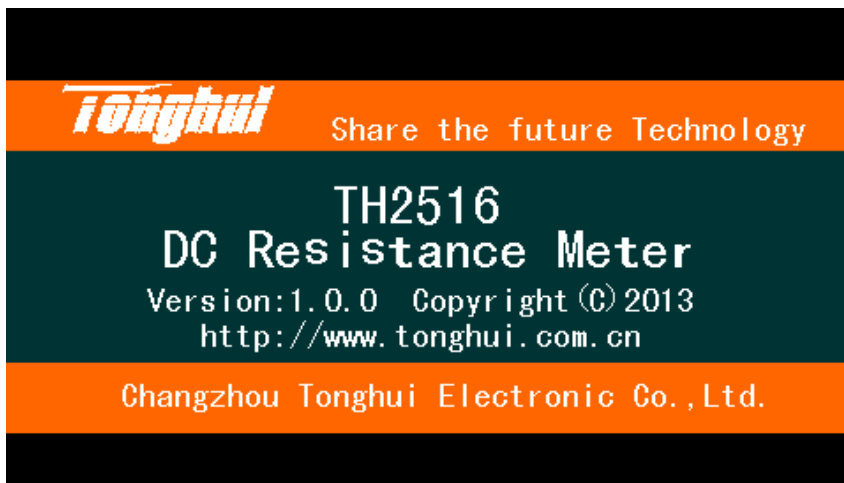 Tonghui
Share the future Technology
TH2516
DC Resistance Meter
Version:1.0.0 Copyright(C)2013
http://www.tonghui.com.cn
Changzhou Tonghui Electronic Co.,Ltd.